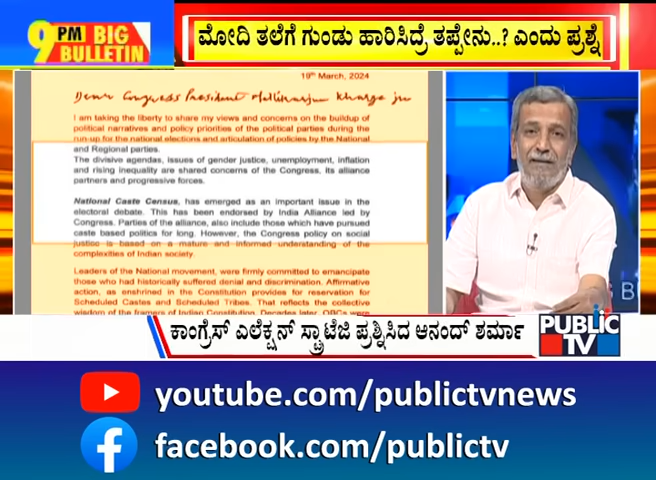 9PM BIG
BULLETIN
ಮೋದಿ ತಲೆಗೆ ಗುಂಡು ಹಾರಿಸಿದ್ರೆ ತಪ್ಪೇನು..? ಎಂದು ಪ್ರಶ್ನೆ
19th March, 2024
Dear Congress President Mallikarjun Kharge ju
I am taking the liberty to share my views and concerns on the buildup of
political narratives and policy priorities of the political parties during the
run-up for the national elections and articulation of policies by the National
and Regional parties.
The divisive agendas, issues of gender justice, unemployment, inflation
and rising inequality are shared concerns of the Congress. Its alliance
partners and progressive forces.
National Caste Census, has emerged as an important issue in the
electoral debate. This has been endorsed by India Alliance led by
Congress. Parties of the alliance, also include those which have pursued
caste based politics for long. However, the Congress policy on social
justice is based on a mature and informed understanding of the
complexities of Indian society.
Leaders of the National movement, were firmly committed to emancipate
those who had historically suffered denial and discrimination. Affirmative
action, as enshrined in the Constitution provides for reservation for
Scheduled Castes and Scheduled Tribes. That reflects the collective
wisdom of the framers of Indian Constitution. Decades later, OBCs were
B
ಕಾಂಗ್ರೆಸ್ ಎಲೆಕ್ಷನ್ ಸ್ಟ್ರಾಟೆಜಿ ಪ್ರಶ್ನಿಸಿದ ಆನಂದ್ ಶರ್ಮಾ
PUBLIC
TV
youtube.com/publictvnews
facebook.com/publictv